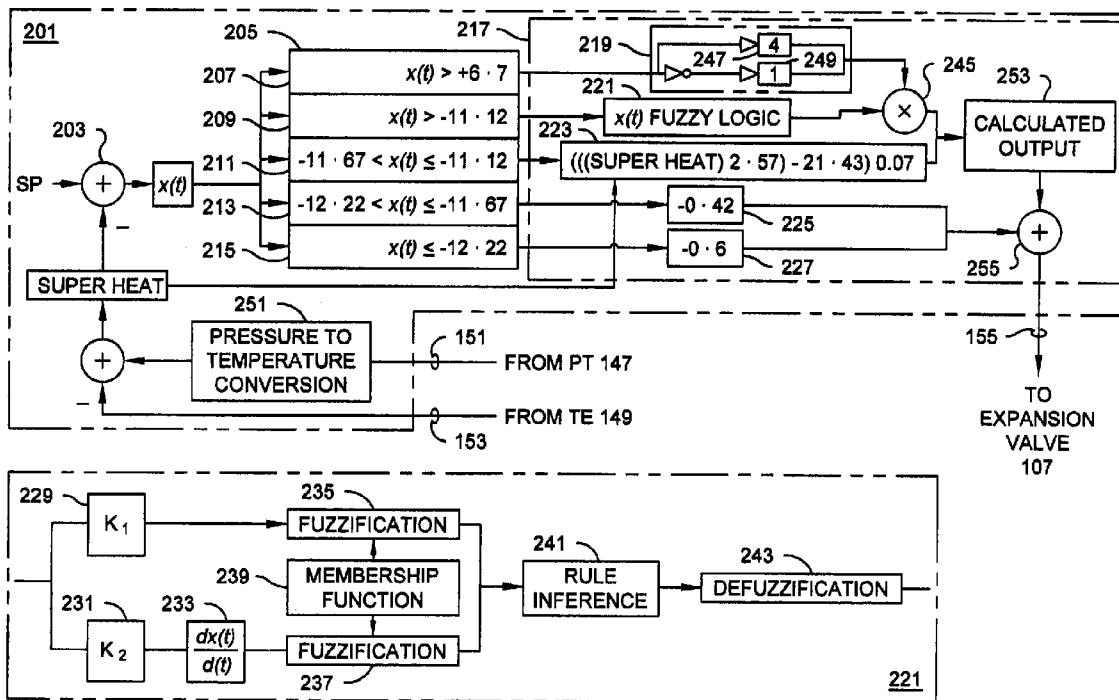 201
217
205
219
247
4
249
1
207
x(t) > +6 · 7
245
221
253
203
209
x(t) > -11 · 12
x(t) FUZZY LOGIC
×
CALCULATED
OUTPUT
223
SP
+
x(t)
211
-11 · 67 < x(t) ≤ -11 · 12
(((SUPER HEAT) 2 · 57) – 21 · 43) 0.07
–
213
-12 · 22 < x(t) ≤ -11 · 67
-0 · 42
225
+
215
x(t) ≤ -12 · 22
-0 · 6
227
255
SUPER HEAT
251
+
PRESSURE TO
TEMPERATURE
CONVERSION
151
FROM PT 147
155
–
FROM TE 149
153
TO
EXPANSION
VALVE
107
229
K1
235
FUZZIFICATION
241
243
239
MEMBERSHIP
FUNCTION
RULE
INFERENCE
DEFUZZIFICATION
231
K2
233
dx(t)
d(t)
FUZZIFICATION
237
221